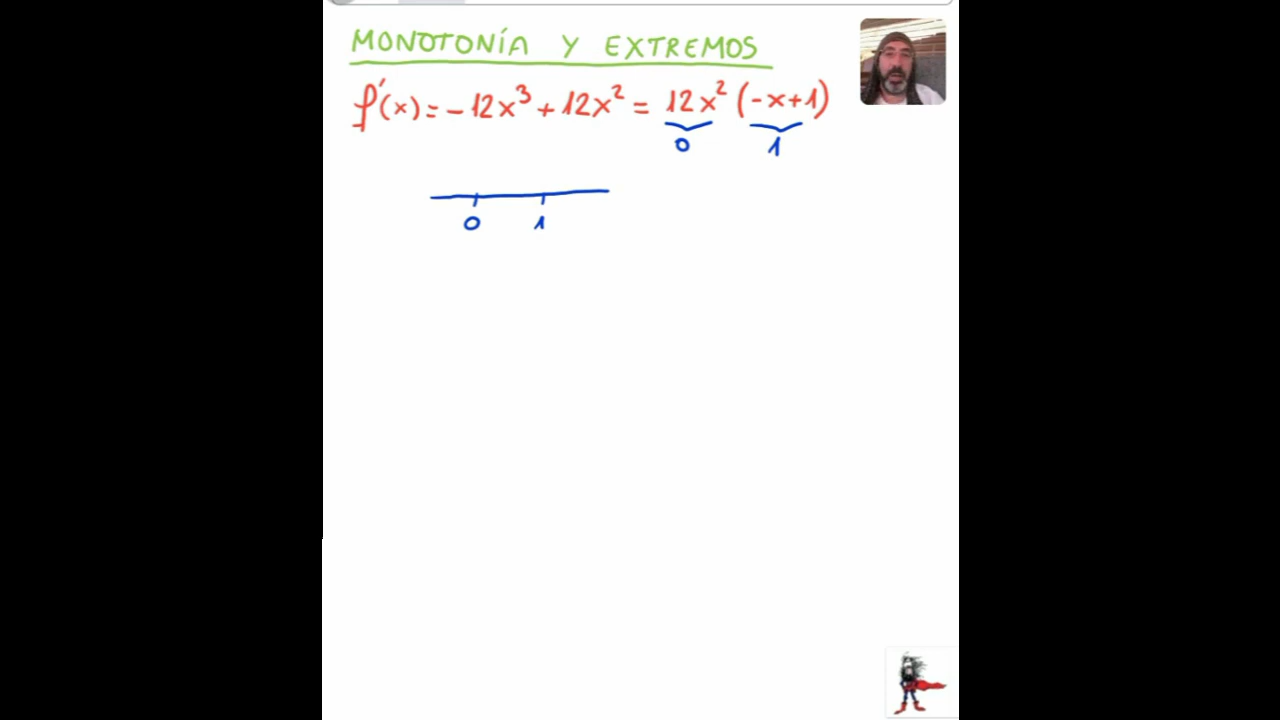 MONOTONÍA Y EXTREMOS
f'(x) = -12x³ + 12x² = 12x² (-x+1)
0 1
0 1